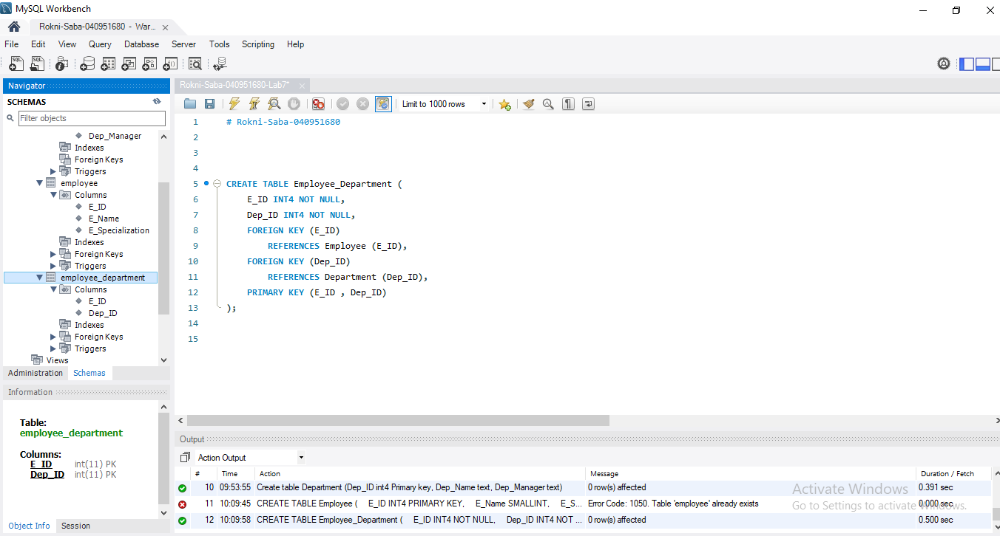 MySQL Workbench
Rokni-Saba-040951680 - War...
File Edit View Query Database Server Tools Scripting Help
Navigator
SCHEMAS
Filter objects
Dep_Manager
Indexes
Foreign Keys
Triggers
employee
Columns
E_ID
E_Name
E_Specialization
Indexes
Foreign Keys
Triggers
employee_department
Columns
E_ID
Dep_ID
Indexes
Foreign Keys
Triggers
Views
Administration Schemas
Information
Table:
employee_department
Columns:
E_ID int(11) PK
Dep_ID int(11) PK
Object Info Session
Rokni-Saba-040951680-Lab7*
Limit to 1000 rows
1 # Rokni-Saba-040951680
2
3
4
5 CREATE TABLE Employee_Department (
6 E_ID INT4 NOT NULL,
7 Dep_ID INT4 NOT NULL,
8 FOREIGN KEY (E_ID)
9 REFERENCES Employee (E_ID),
10 FOREIGN KEY (Dep_ID)
11 REFERENCES Department (Dep_ID),
12 PRIMARY KEY (E_ID , Dep_ID)
13 );
14
15
Output
Action Output
# Time Action Message Duration / Fetch
10 09:53:55 Create table Department (Dep_ID int4 Primary key, Dep_Name text, Dep_Manager text) 0 row(s) affected 0.391 sec
11 10:09:45 CREATE TABLE Employee ( E_ID INT4 PRIMARY KEY, E_Name SMALLINT, E_S... Error Code: 1050. Table 'employee' already exists 0.000 sec
12 10:09:58 CREATE TABLE Employee_Department ( E_ID INT4 NOT NULL, Dep_ID INT4 NOT ... 0 row(s) affected 0.500 sec
Activate Windows
Go to Settings to activate Windows.